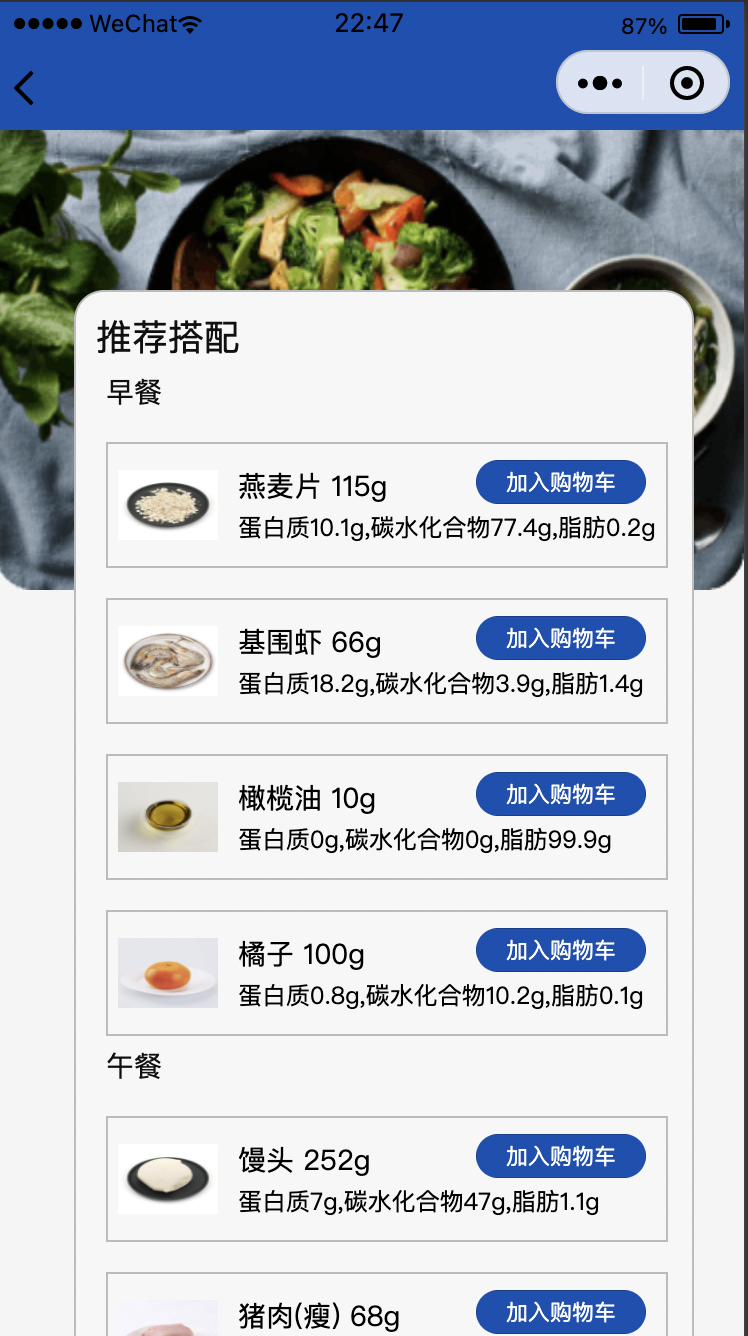 WeChat 22:47 87%
推荐搭配
早餐
燕麦片 115g
加入购物车
蛋白质10.1g,碳水化合物77.4g,脂肪0.2g
基围虾 66g
加入购物车
蛋白质18.2g,碳水化合物3.9g,脂肪1.4g
橄榄油 10g
加入购物车
蛋白质0g,碳水化合物0g,脂肪99.9g
橘子 100g
加入购物车
蛋白质0.8g,碳水化合物10.2g,脂肪0.1g
午餐
馒头 252g
加入购物车
蛋白质7g,碳水化合物47g,脂肪1.1g
猪肉(瘦) 68g
加入购物车